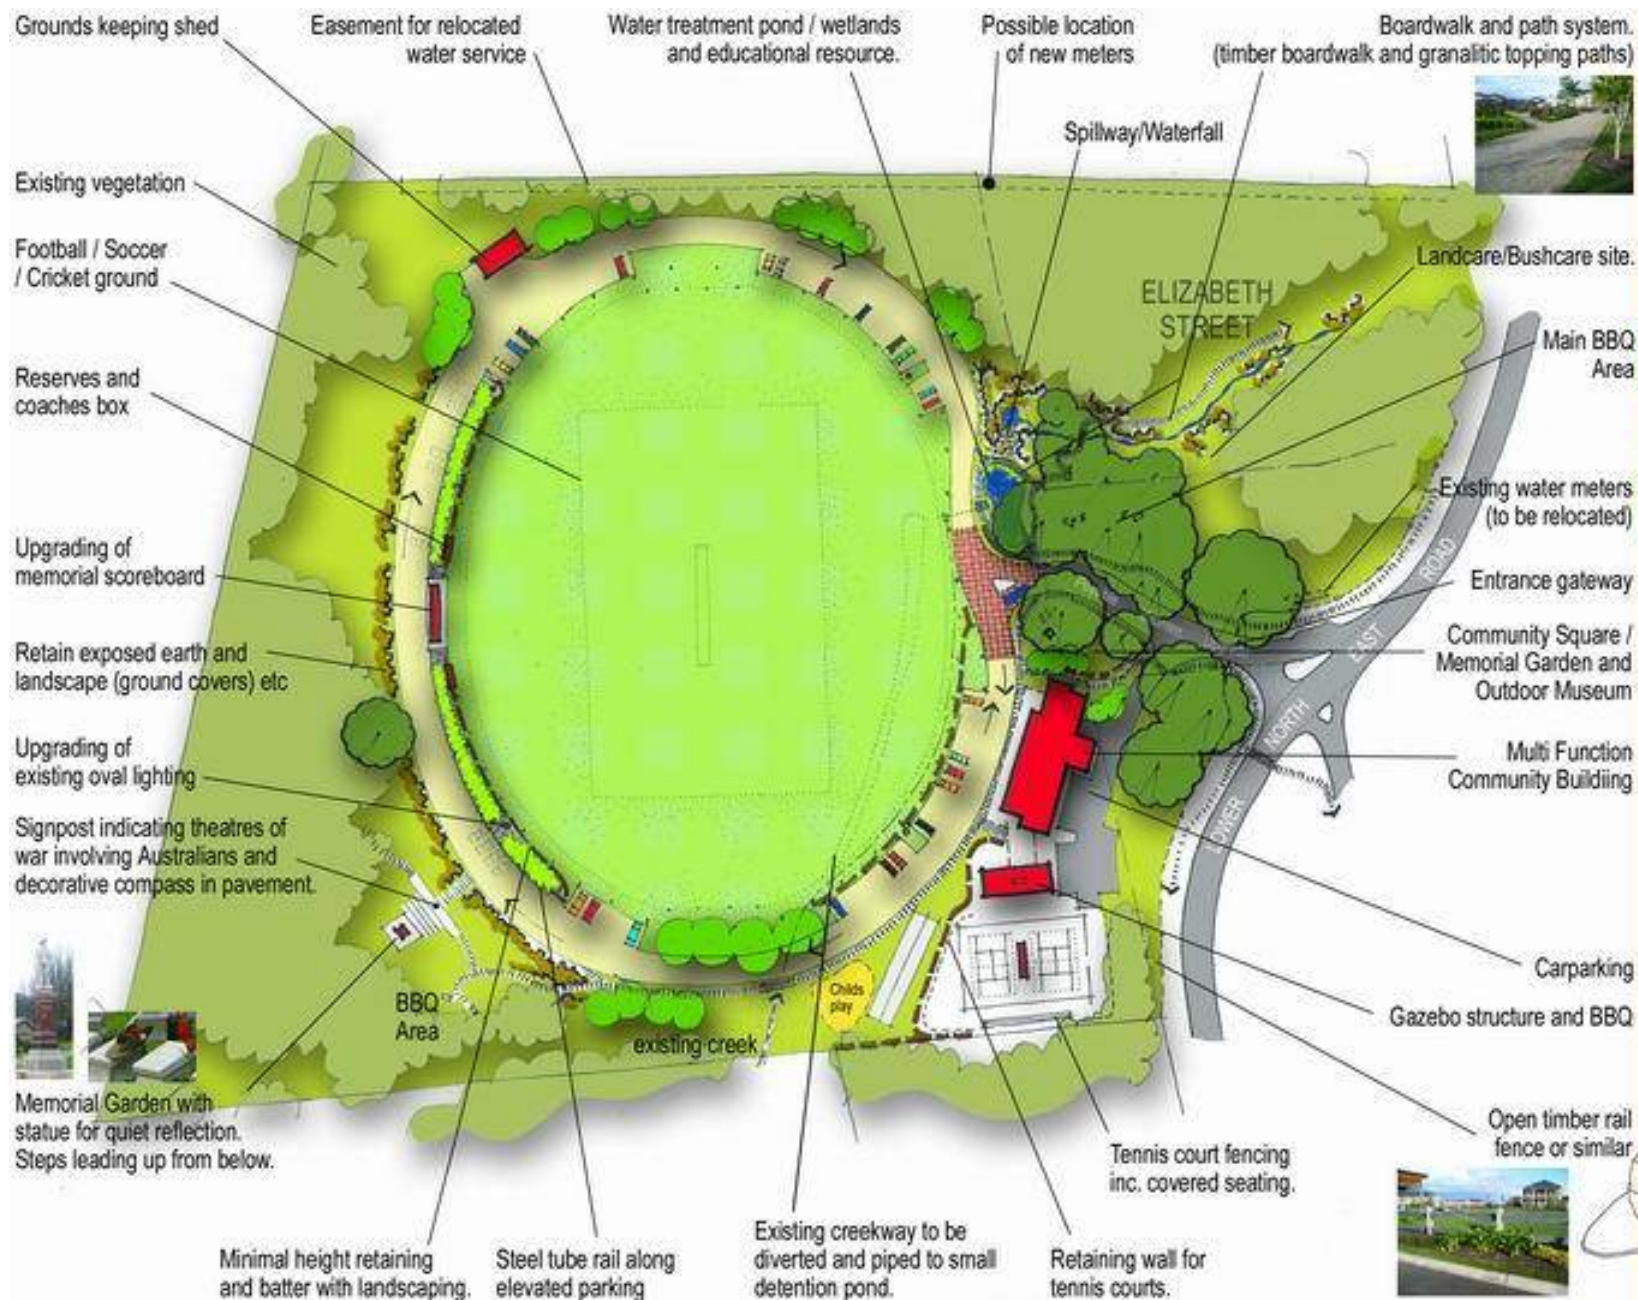 Grounds keeping shed
Easement for relocated
water service
Water treatment pond / wetlands
and educational resource.
Possible location
of new meters
Boardwalk and path system.
(timber boardwalk and granalitic topping paths)
Spillway/Waterfall
Existing vegetation
Football / Soccer
/ Cricket ground
Landcare/Bushcare site.
ELIZABETH
STREET
Main BBQ
Area
Reserves and
coaches box
Existing water meters
(to be relocated)
Upgrading of
memorial scoreboard
Entrance gateway
Retain exposed earth and
landscape (ground covers) etc
Community Square /
Memorial Garden and
Outdoor Museum
Upgrading of
existing oval lighting
Multi Function
Community Buildiing
LOWER NORTH EAST ROAD
Signpost indicating theatres of
war involving Australians and
decorative compass in pavement.
Carparking
Childs
play
BBQ
Area
Gazebo structure and BBQ
existing creek
Memorial Garden with
statue for quiet reflection.
Steps leading up from below.
Open timber rail
fence or similar
Tennis court fencing
inc. covered seating.
Minimal height retaining
and batter with landscaping.
Steel tube rail along
elevated parking
Existing creekway to be
diverted and piped to small
detention pond.
Retaining wall for
tennis courts.